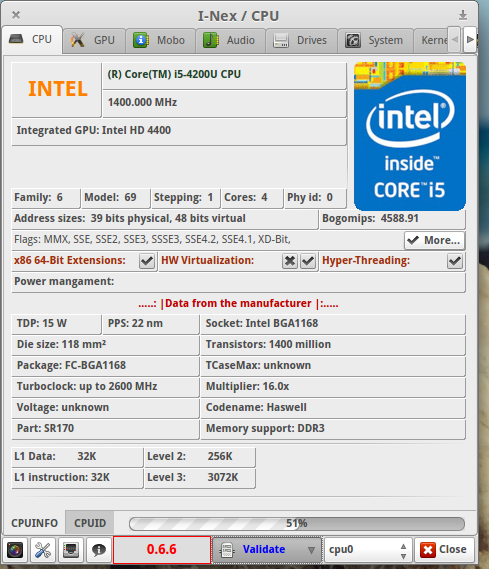 I-Nex / CPU
CPU GPU Mobo Audio Drives System Kerne
INTEL
(R) Core(TM) i5-4200U CPU
1400.000 MHz
Integrated GPU: Intel HD 4400
intel
inside™
CORE™ i5
Family: 6 Model: 69 Stepping: 1 Cores: 4 Phy id: 0
Address sizes: 39 bits physical, 48 bits virtual Bogomips: 4588.91
Flags: MMX, SSE, SSE2, SSE3, SSSE3, SSE4.2, SSE4.1, XD-Bit, More...
x86 64-Bit Extensions: HW Virtualization: Hyper-Threading:
Power mangament:
.....: |Data from the manufacturer |:.....
TDP: 15 W PPS: 22 nm Socket: Intel BGA1168
Die size: 118 mm² Transistors: 1400 million
Package: FC-BGA1168 TCaseMax: unknown
Turboclock: up to 2600 MHz Multiplier: 16.0x
Voltage: unknown Codename: Haswell
Part: SR170 Memory support: DDR3
L1 Data: 32K Level 2: 256K
L1 instruction: 32K Level 3: 3072K
CPUINFO CPUID 51%
0.6.6 Validate cpu0 Close